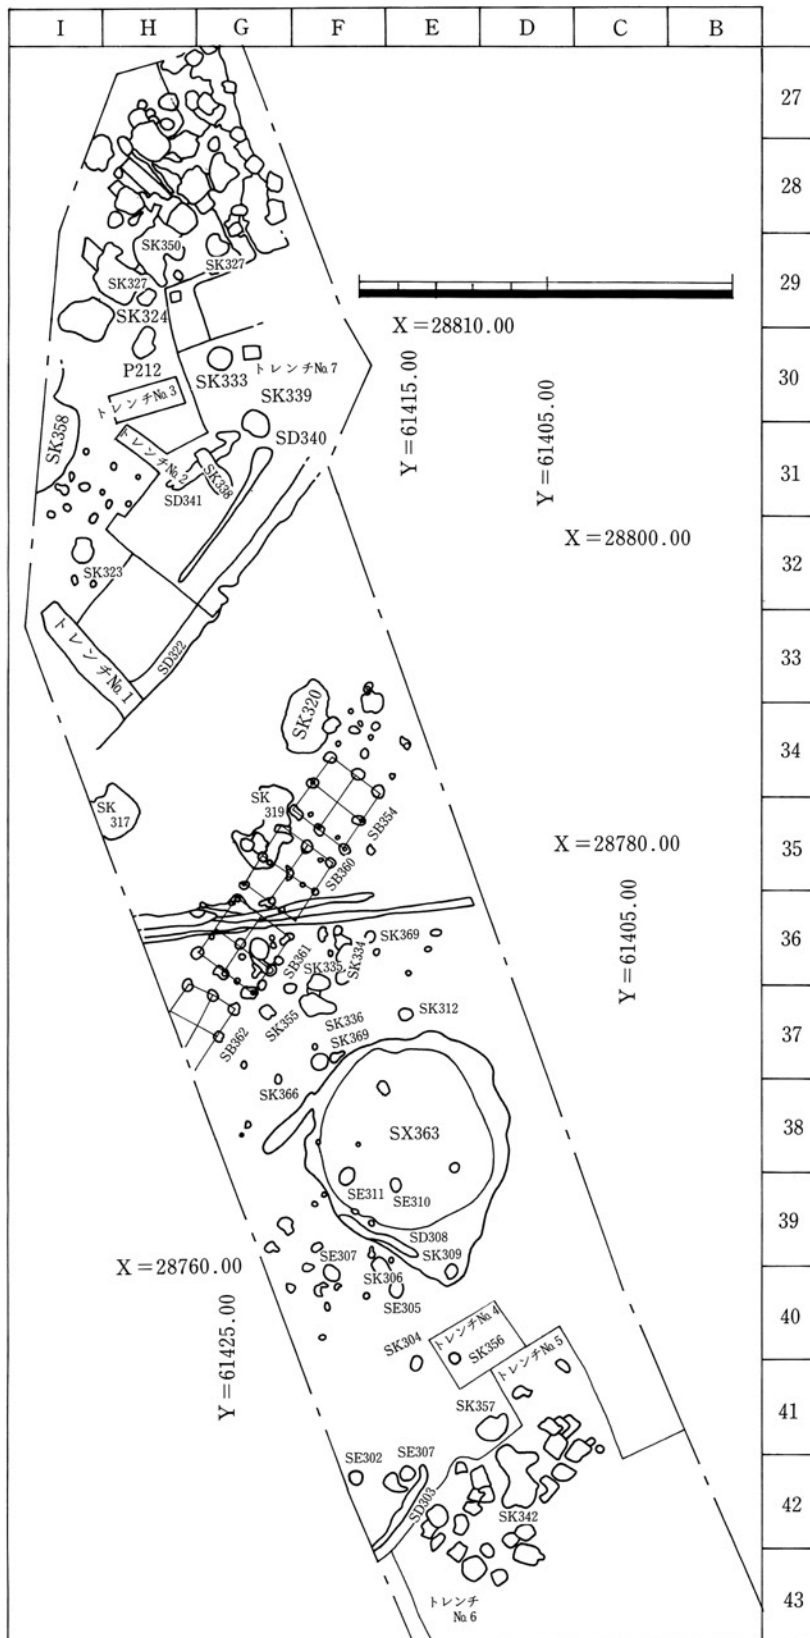 I H G F E D C B
27
28
SK350
SK327
29
SK327
SK324
X＝28810.00
P212
SK333
トレンチNo.7
30
Y＝61415.00
Y＝61405.00
トレンチNo.3
SK339
SK358
トレンチNo.2
SD340
SK338
31
SD341
X＝28800.00
SK323
32
トレンチNo.1
SD322
33
SK320
34
SK
317
SK
319
SB354
35
X＝28780.00
SB360
Y＝61405.00
36
SK369
SK334
SB361
SK335
SK312
SK355
SK336
37
SB362
SK369
SK366
38
SX363
SE311
SE310
39
SD308
SE307
SK309
X＝28760.00
SK306
SE305
40
Y＝61425.00
SK304
トレンチNo.4
SK356
トレンチNo.5
SK357
41
SE302
SE307
SD303
SK342
42
トレンチ
No.6
43